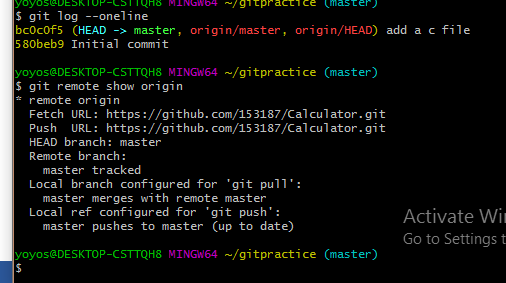 yoyos@DESKTOP-CSTTQH8 MINGW64 ~/gitpractice (master)
$ git log --oneline
bc0c0f5 (HEAD -> master, origin/master, origin/HEAD) add a c file
580beb9 Initial commit
yoyos@DESKTOP-CSTTQH8 MINGW64 ~/gitpractice (master)
$ git remote show origin
* remote origin
  Fetch URL: https://github.com/153187/Calculator.git
  Push  URL: https://github.com/153187/Calculator.git
  HEAD branch: master
  Remote branch:
    master tracked
  Local branch configured for 'git pull':
    master merges with remote master
  Local ref configured for 'git push':
    master pushes to master (up to date)
yoyos@DESKTOP-CSTTQH8 MINGW64 ~/gitpractice (master)
$
Activate Wi
Go to Settings t